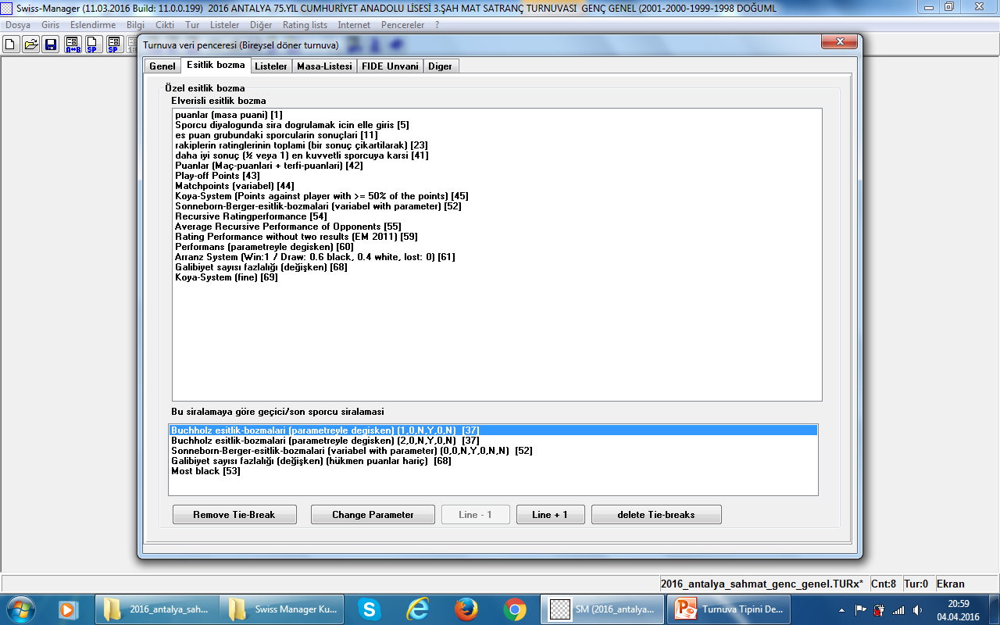 Swiss-Manager (11.03.2016 Build: 11.0.0.199)  2016 ANTALYA 75.YIL CUMHURİYET ANADOLU LİSESİ 3.ŞAH MAT SATRANÇ TURNUVASI  GENÇ GENEL (2001-2000-1999-1998 DOĞUML
Dosya Giris Eslendirme Bilgi Cikti Tur Listeler Diğer Rating lists Internet Pencereler ?
A↔B SP SP
Turnuva veri penceresi (Bireysel döner turnuva)
Genel Esitlik bozma Listeler Masa-Listesi FIDE Unvani Diger
Özel esitlik bozma
Elverisli esitlik bozma
puanlar (masa puani) [1]
Sporcu diyalogunda sira dogrulamak icin elle giris [5]
es puan grubundaki sporcularin sonuçlari [11]
rakiplerin ratinglerinin toplami (bir sonuç çikartilarak) [23]
daha iyi sonuç (½ veya 1) en kuvvetli sporcuya karsi [41]
Puanlar (Maç-puanlari + terfi-puanlari) [42]
Play-off Points [43]
Matchpoints (variabel) [44]
Koya-System (Points against player with >= 50% of the points) [45]
Sonneborn-Berger-esitlik-bozmalari (variabel with parameter) [52]
Recursive Ratingperformance [54]
Average Recursive Performance of Opponents [55]
Rating Performance without two results (EM 2011) [59]
Performans (parametreyle degisken) [60]
Arranz System (Win:1 / Draw: 0.6 black, 0.4 white, lost: 0) [61]
Galibiyet sayısı fazlalığı (değişken) [68]
Koya-System (fine) [69]
Bu siralamaya göre geçici/son sporcu siralamasi
Buchholz esitlik-bozmalari (parametreyle degisken) (1,0,N,Y,0,N)  [37]
Buchholz esitlik-bozmalari (parametreyle degisken) (2,0,N,Y,0,N)  [37]
Sonneborn-Berger-esitlik-bozmalari (variabel with parameter) (0,0,N,Y,0,N,N)  [52]
Galibiyet sayısı fazlalığı (değişken) (hükmen puanlar hariç)  [68]
Most black [53]
Remove Tie-Break Change Parameter Line - 1 Line + 1 delete Tie-breaks
2016_antalya_sahmat_genc_genel.TURx* Cnt:8 Tur:0 Ekran
2016_antalya_sah... Swiss Manager Ku... SM (2016_antalya... Turnuva Tipini De... 20:59
04.04.2016